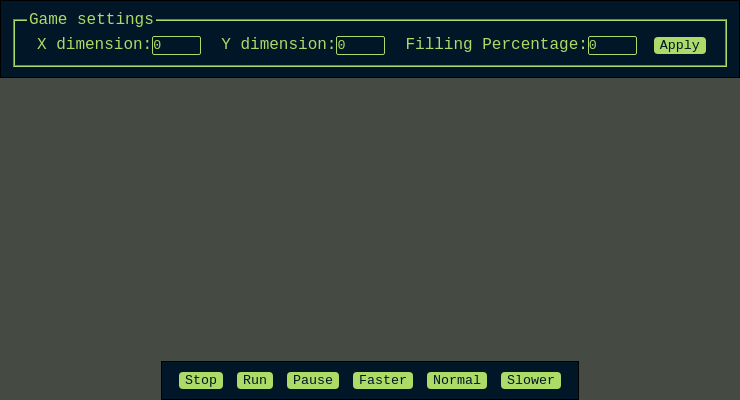 Game settings
X dimension:0 Y dimension:0 Filling Percentage:0 Apply
Stop Run Pause Faster Normal Slower